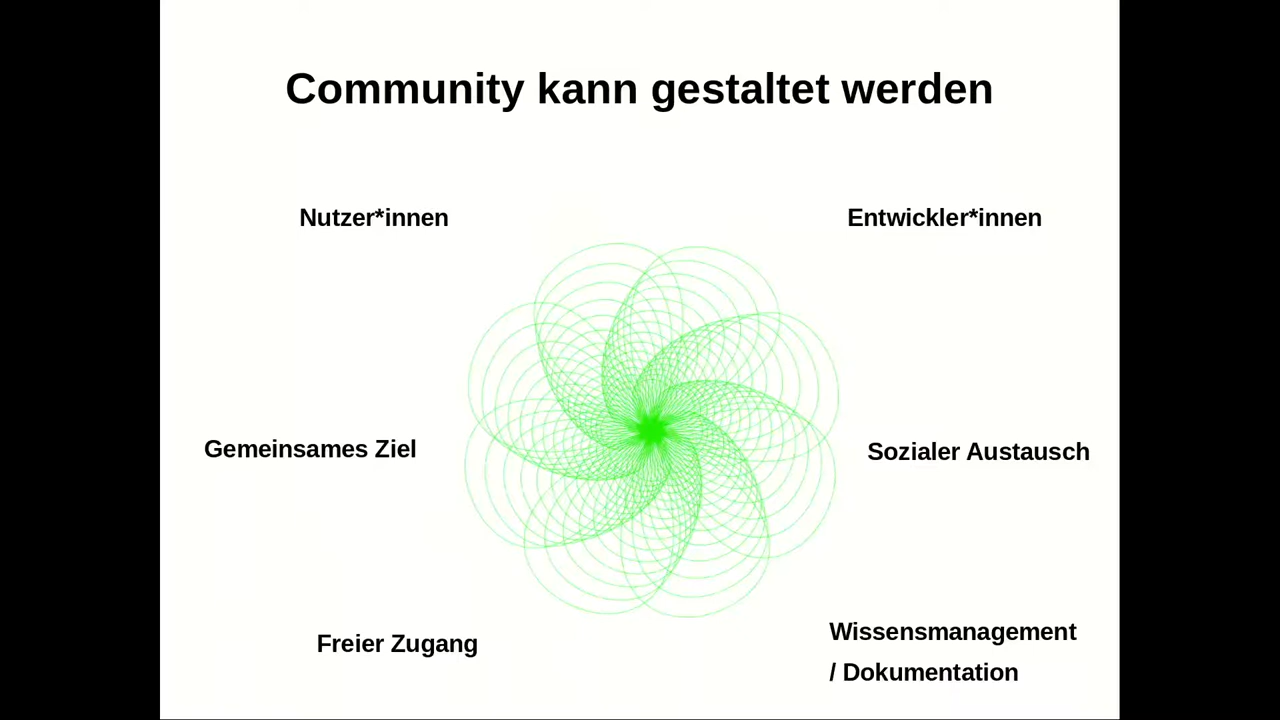 Community kann gestaltet werden
Nutzer*innen
Entwickler*innen
Gemeinsames Ziel
Sozialer Austausch
Freier Zugang
Wissensmanagement
/ Dokumentation